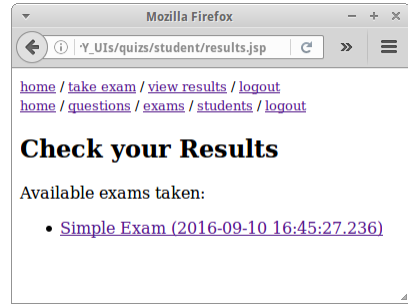 Mozilla Firefox
Y_UIs/quizs/student/results.jsp
home / take exam / view results / logout
home / questions / exams / students / logout
Check your Results
Available exams taken:
• Simple Exam (2016-09-10 16:45:27.236)